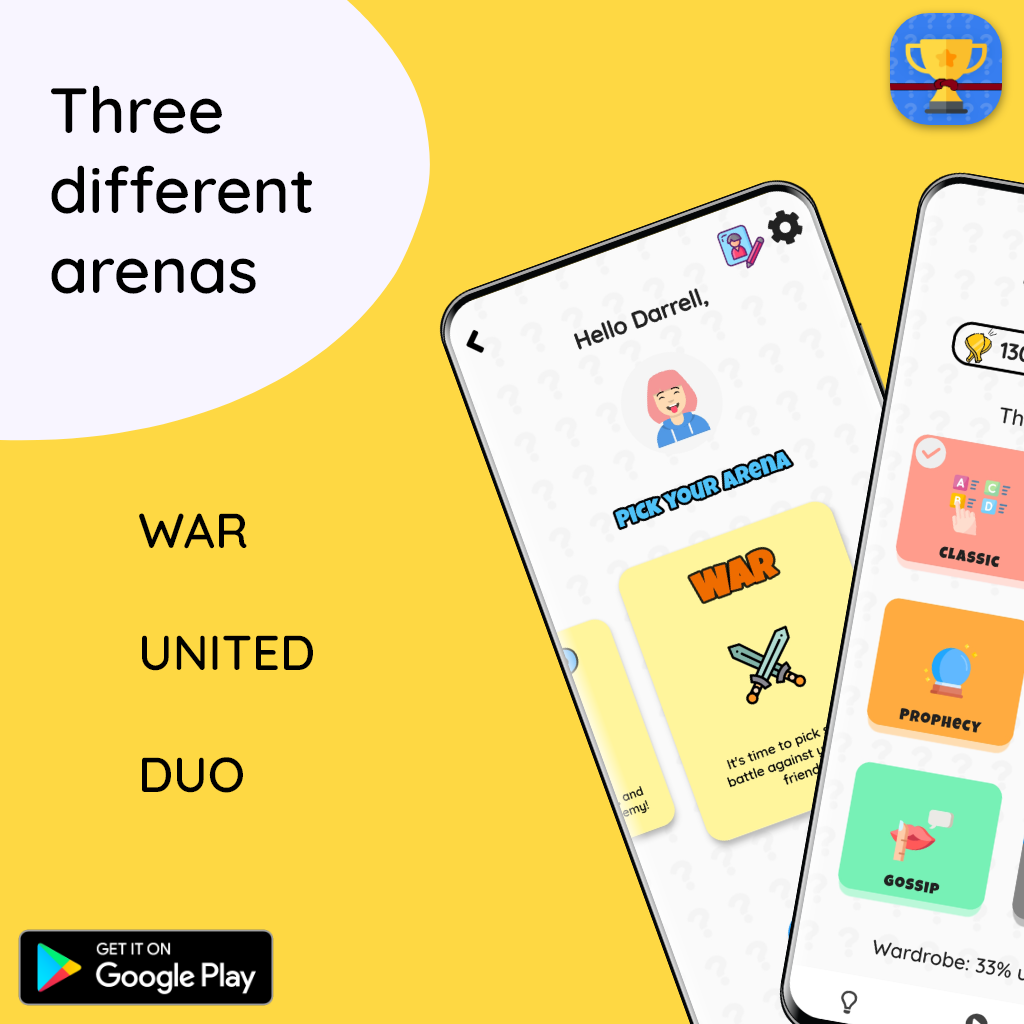 Three
different
arenas
WAR
UNITED
DUO
GET IT ON
Google Play
Hello Darrell,
PICK YOUR ARENA
WAR
It's time to pick
battle against
friend
and
emy!
130
Th
A
C
B
D
CLASSIC
PROPHECY
GOSSIP
Wardrobe: 33%